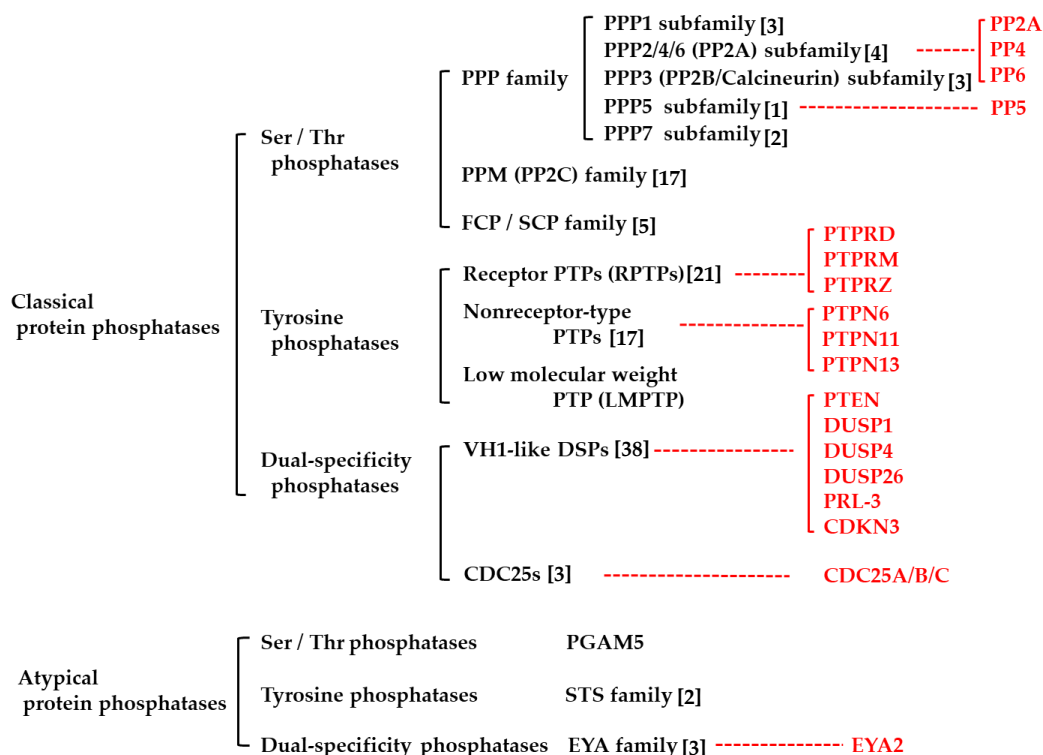 PPP1 subfamily [3]
PP2A
PPP2/4/6 (PP2A) subfamily [4]
PP4
PPP family
PPP3 (PP2B/Calcineurin) subfamily [3]
PP6
PPP5 subfamily [1]
PP5
PPP7 subfamily [2]
Ser / Thr
phosphatases
PPM (PP2C) family [17]
FCP / SCP family [5]
PTPRD
PTPRM
Receptor PTPs (RPTPs)[21]
PTPRZ
Classical
protein phosphatases
Tyrosine
phosphatases
Nonreceptor-type
PTPs [17]
PTPN6
PTPN11
PTPN13
Low molecular weight
PTP (LMPTP)
PTEN
DUSP1
VH1-like DSPs [38]
DUSP4
Dual-specificity
phosphatases
DUSP26
PRL-3
CDKN3
CDC25s [3]
CDC25A/B/C
Ser / Thr phosphatases
PGAM5
Atypical
protein phosphatases
Tyrosine phosphatases
STS family [2]
Dual-specificity phosphatases
EYA family [3]
EYA2